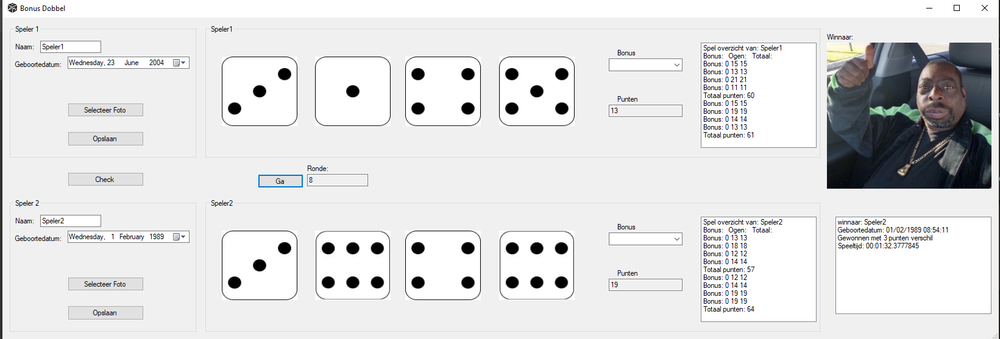 Bonus Dobbel
Speler 1
Naam: Speler1
Geboortedatum: Wednesday, 23 June 2004
Selecteer Foto
Opslaan
Check
Speler 2
Naam: Speler2
Geboortedatum: Wednesday, 1 February 1989
Selecteer Foto
Opslaan
Speler1
Bonus
Punten
13
Spel overzicht van: Speler1
Bonus: Ogen: Totaal:
Bonus: 0 15 15
Bonus: 0 13 13
Bonus: 0 21 21
Bonus: 0 11 11
Totaal punten: 60
Bonus: 0 15 15
Bonus: 0 19 19
Bonus: 0 14 14
Bonus: 0 13 13
Totaal punten: 61
Ronde:
Ga
8
Speler2
Bonus
Punten
19
Spel overzicht van: Speler2
Bonus: Ogen: Totaal:
Bonus: 0 13 13
Bonus: 0 18 18
Bonus: 0 12 12
Bonus: 0 14 14
Totaal punten: 57
Bonus: 0 12 12
Bonus: 0 14 14
Bonus: 0 19 19
Bonus: 0 19 19
Totaal punten: 64
Winnaar:
winnaar: Speler2
Geboortedatum: 01/02/1989 08:54:11
Gewonnen met 3 punten verschil
Speeltijd: 00:01:32.3777845